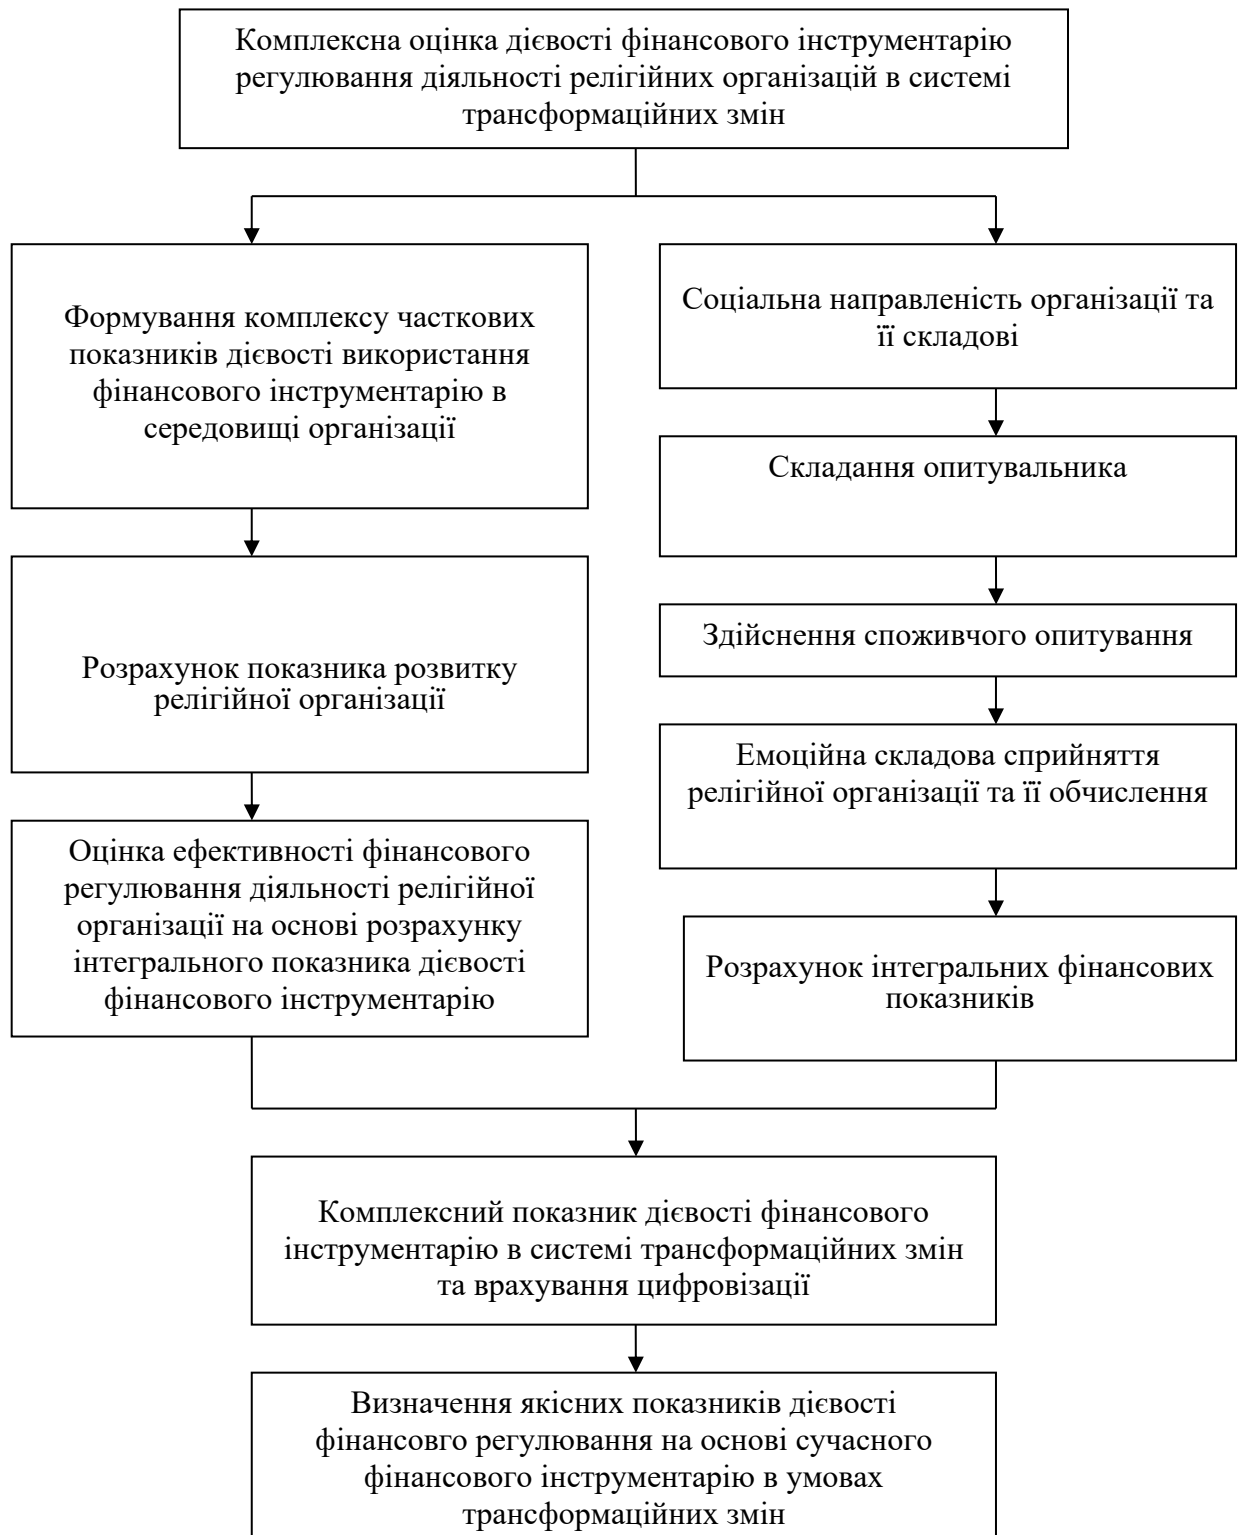 Комплексна оцінка дієвості фінансового інструментарію
регулювання діяльності релігійних організацій в системі
трансформаційних змін
Формування комплексу часткових
показників дієвості використання
фінансового інструментарію в
середовищі організації
Розрахунок показника розвитку
релігійної організації
Оцінка ефективності фінансового
регулювання діяльності релігійної
організації на основі розрахунку
інтегрального показника дієвості
фінансового інструментарію
Соціальна направленість організації та
її складові
Складання опитувальника
Здійснення споживчого опитування
Емоційна складова сприйняття
релігійної організації та її обчислення
Розрахунок інтегральних фінансових
показників
Комплексний показник дієвості фінансового
інструментарію в системі трансформаційних змін
та врахування цифровізації
Визначення якісних показників дієвості
фінансовго регулювання на основі сучасного
фінансового інструментарію в умовах
трансформаційних змін